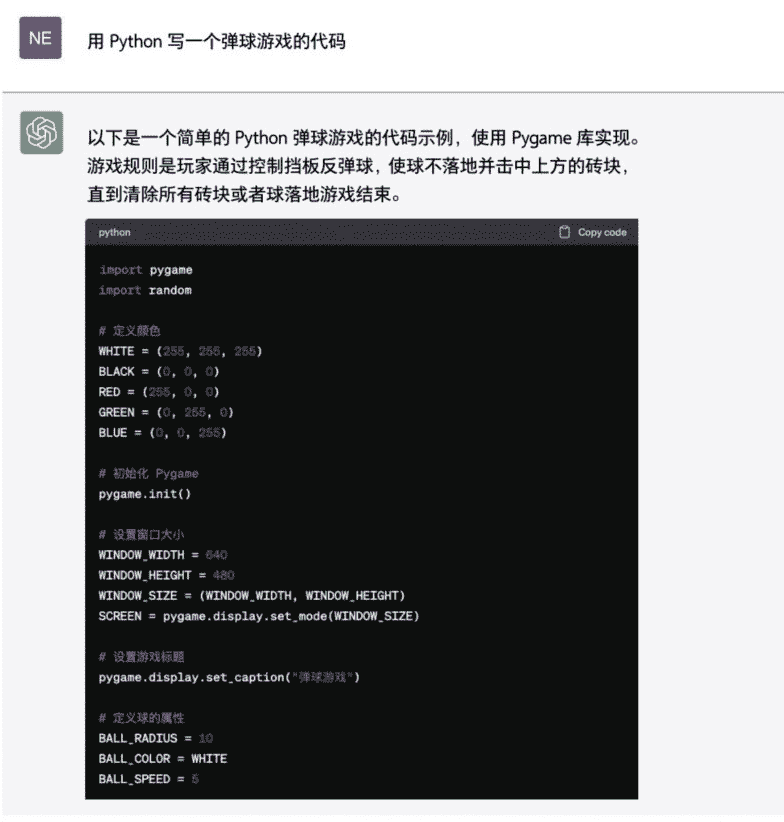 NE
用 Python 写一个弹球游戏的代码
以下是一个简单的 Python 弹球游戏的代码示例，使用 Pygame 库实现。
游戏规则是玩家通过控制挡板反弹球，使球不落地并击中上方的砖块，
直到清除所有砖块或者球落地游戏结束。
python
Copy code
import pygame
import random
# 定义颜色
WHITE = (255, 255, 255)
BLACK = (0, 0, 0)
RED = (255, 0, 0)
GREEN = (0, 255, 0)
BLUE = (0, 0, 255)
# 初始化 Pygame
pygame.init()
# 设置窗口大小
WINDOW_WIDTH = 640
WINDOW_HEIGHT = 480
WINDOW_SIZE = (WINDOW_WIDTH, WINDOW_HEIGHT)
SCREEN = pygame.display.set_mode(WINDOW_SIZE)
# 设置游戏标题
pygame.display.set_caption("弹球游戏")
# 定义球的属性
BALL_RADIUS = 10
BALL_COLOR = WHITE
BALL_SPEED = 5